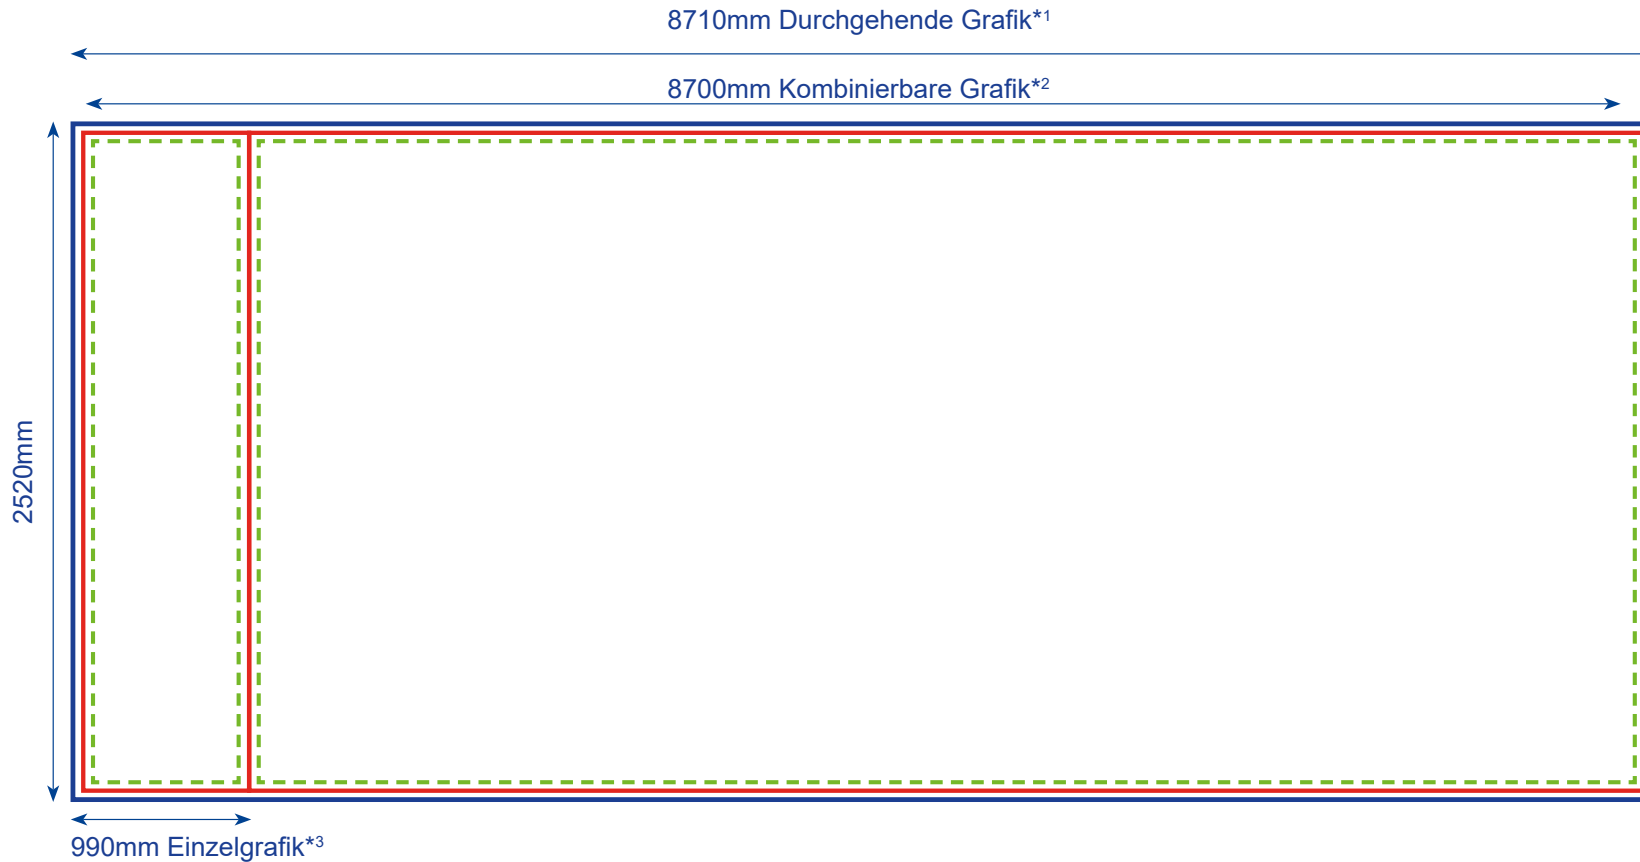 8710mm Durchgehende Grafik*¹
8700mm Kombinierbare Grafik*²
2520mm
990mm Einzelgrafik*³